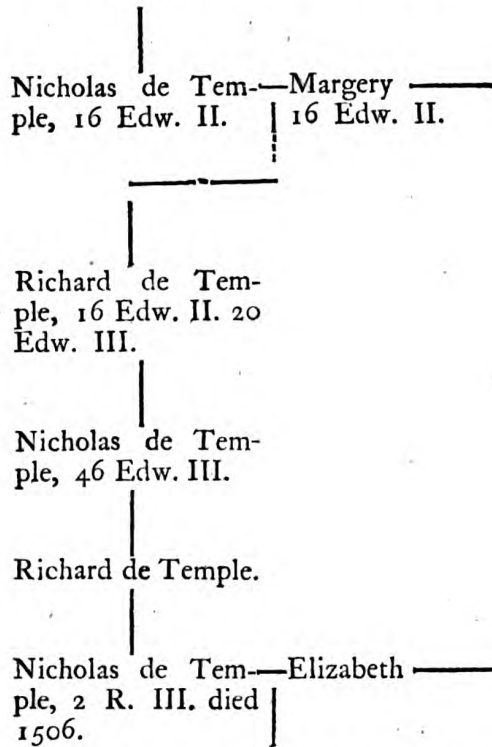 Nicholas de Tem- Margery
ple, 16 Edw. II. 16 Edw. II.
Richard de Tem-
ple, 16 Edw. II. 20
Edw. III.
Nicholas de Tem-
ple, 46 Edw. III.
Richard de Temple.
Nicholas de Tem- Elizabeth
ple, 2 R. III. died
1506.